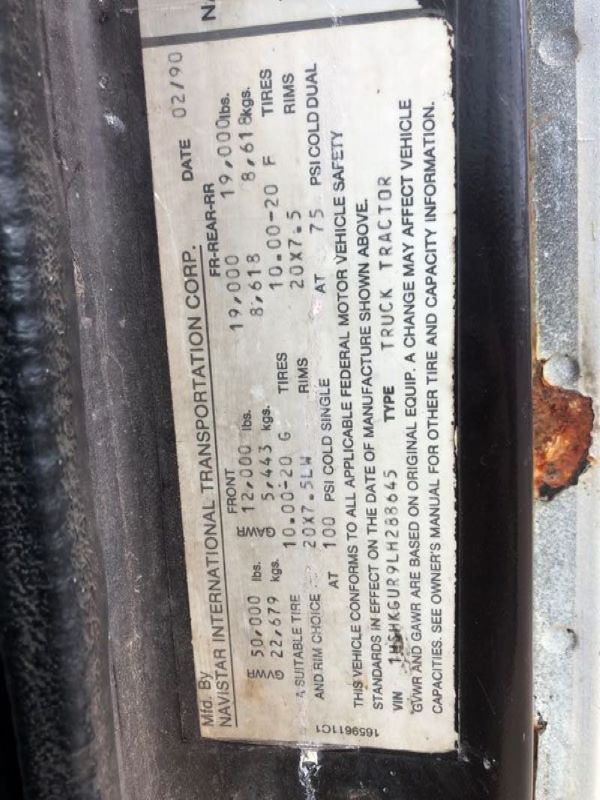 N
Mfd. By
NAVISTAR INTERNATIONAL TRANSPORTATION CORP. DATE 02/90
FRONT FR-REAR-RR
GVWR 50,000 lbs. GAWR 12,000 lbs. 19,000 19,000lbs.
22,679 kgs. 5,443 kgs. 8,618 8,618kgs.
A SUITABLE TIRE 10.00-20 G TIRES 10.00-20 F TIRES
AND RIM CHOICE 20X7.5LW RIMS 20X7.5 RIMS
AT 100 PSI COLD SINGLE AT 75 PSI COLD DUAL
THIS VEHICLE CONFORMS TO ALL APPLICABLE FEDERAL MOTOR VEHICLE SAFETY
STANDARDS IN EFFECT ON THE DATE OF MANUFACTURE SHOWN ABOVE.
VIN 1HSHKGUR9LH288645 TYPE TRUCK TRACTOR
GVWR AND GAWR ARE BASED ON ORIGINAL EQUIP. A CHANGE MAY AFFECT VEHICLE
CAPACITIES. SEE OWNER'S MANUAL FOR OTHER TIRE AND CAPACITY INFORMATION.
1659611C1